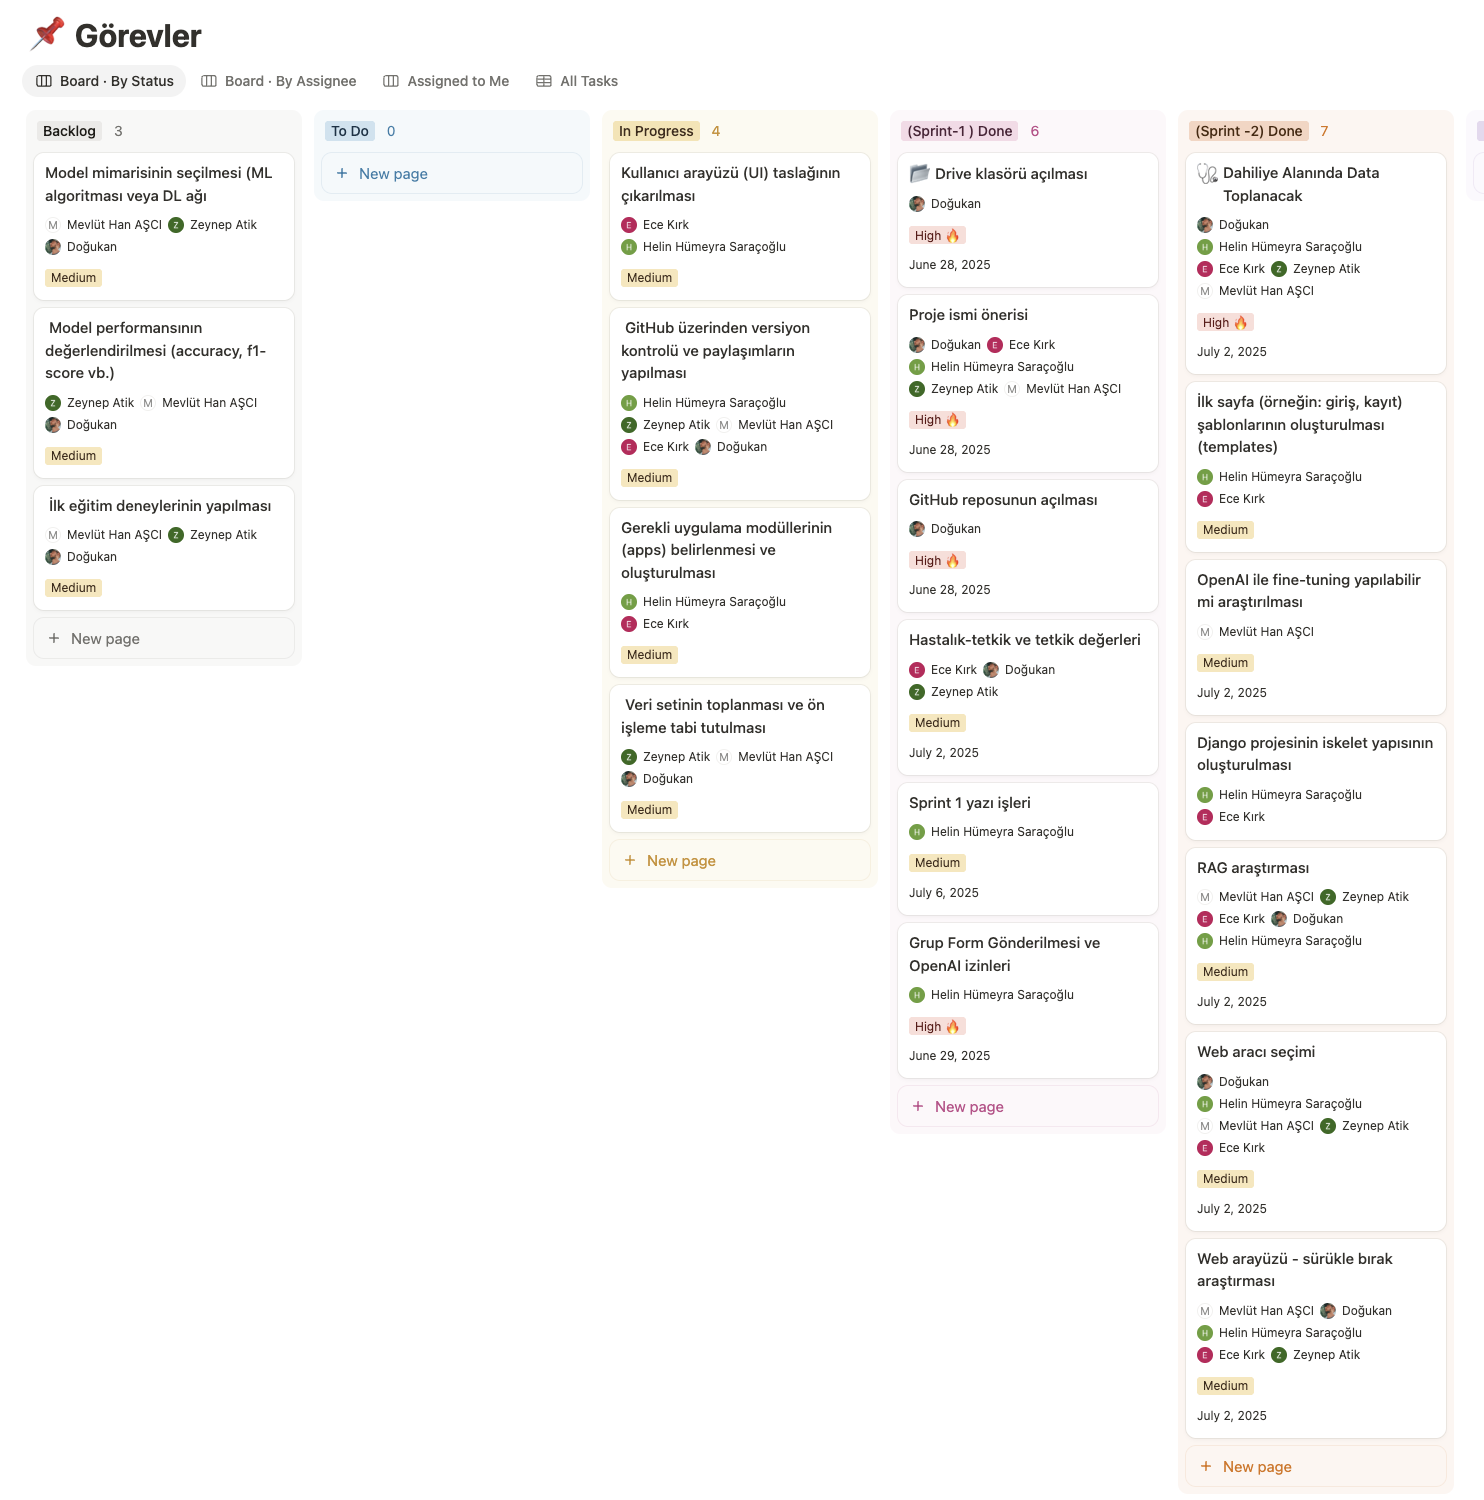 Görevler
Board · By Status
Board · By Assignee
Assigned to Me
All Tasks
Backlog 3
Model mimarisinin seçilmesi (ML
algoritması veya DL ağı
M Mevlüt Han AŞCI Z Zeynep Atik
Doğukan
Medium
Model performansının
değerlendirilmesi (accuracy, f1-
score vb.)
Z Zeynep Atik M Mevlüt Han AŞCI
Doğukan
Medium
İlk eğitim deneylerinin yapılması
M Mevlüt Han AŞCI Z Zeynep Atik
Doğukan
Medium
+ New page
To Do 0
+ New page
In Progress 4
Kullanıcı arayüzü (UI) taslağının
çıkarılması
E Ece Kırk
H Helin Hümeyra Saraçoğlu
Medium
GitHub üzerinden versiyon
kontrolü ve paylaşımların
yapılması
H Helin Hümeyra Saraçoğlu
Z Zeynep Atik M Mevlüt Han AŞCI
E Ece Kırk Doğukan
Medium
Gerekli uygulama modüllerinin
(apps) belirlenmesi ve
oluşturulması
H Helin Hümeyra Saraçoğlu
E Ece Kırk
Medium
Veri setinin toplanması ve ön
işleme tabi tutulması
Z Zeynep Atik M Mevlüt Han AŞCI
Doğukan
Medium
+ New page
(Sprint-1 ) Done 6
Drive klasörü açılması
Doğukan
High 🔥
June 28, 2025
Proje ismi önerisi
Doğukan E Ece Kırk
H Helin Hümeyra Saraçoğlu
Z Zeynep Atik M Mevlüt Han AŞCI
High 🔥
June 28, 2025
GitHub reposunun açılması
Doğukan
High 🔥
June 28, 2025
Hastalık-tetkik ve tetkik değerleri
E Ece Kırk Doğukan
Z Zeynep Atik
Medium
July 2, 2025
Sprint 1 yazı işleri
H Helin Hümeyra Saraçoğlu
Medium
July 6, 2025
Grup Form Gönderilmesi ve
OpenAI izinleri
H Helin Hümeyra Saraçoğlu
High 🔥
June 29, 2025
+ New page
(Sprint -2) Done 7
Dahiliye Alanında Data
Toplanacak
Doğukan
H Helin Hümeyra Saraçoğlu
E Ece Kırk Z Zeynep Atik
M Mevlüt Han AŞCI
High 🔥
July 2, 2025
İlk sayfa (örneğin: giriş, kayıt)
şablonlarının oluşturulması
(templates)
H Helin Hümeyra Saraçoğlu
E Ece Kırk
Medium
OpenAI ile fine-tuning yapılabilir
mi araştırılması
M Mevlüt Han AŞCI
Medium
July 2, 2025
Django projesinin iskelet yapısının
oluşturulması
H Helin Hümeyra Saraçoğlu
E Ece Kırk
RAG araştırması
M Mevlüt Han AŞCI Z Zeynep Atik
E Ece Kırk Doğukan
H Helin Hümeyra Saraçoğlu
Medium
July 2, 2025
Web aracı seçimi
Doğukan
H Helin Hümeyra Saraçoğlu
M Mevlüt Han AŞCI Z Zeynep Atik
E Ece Kırk
Medium
July 2, 2025
Web arayüzü - sürükle bırak
araştırması
M Mevlüt Han AŞCI Doğukan
H Helin Hümeyra Saraçoğlu
E Ece Kırk Z Zeynep Atik
Medium
July 2, 2025
+ New page